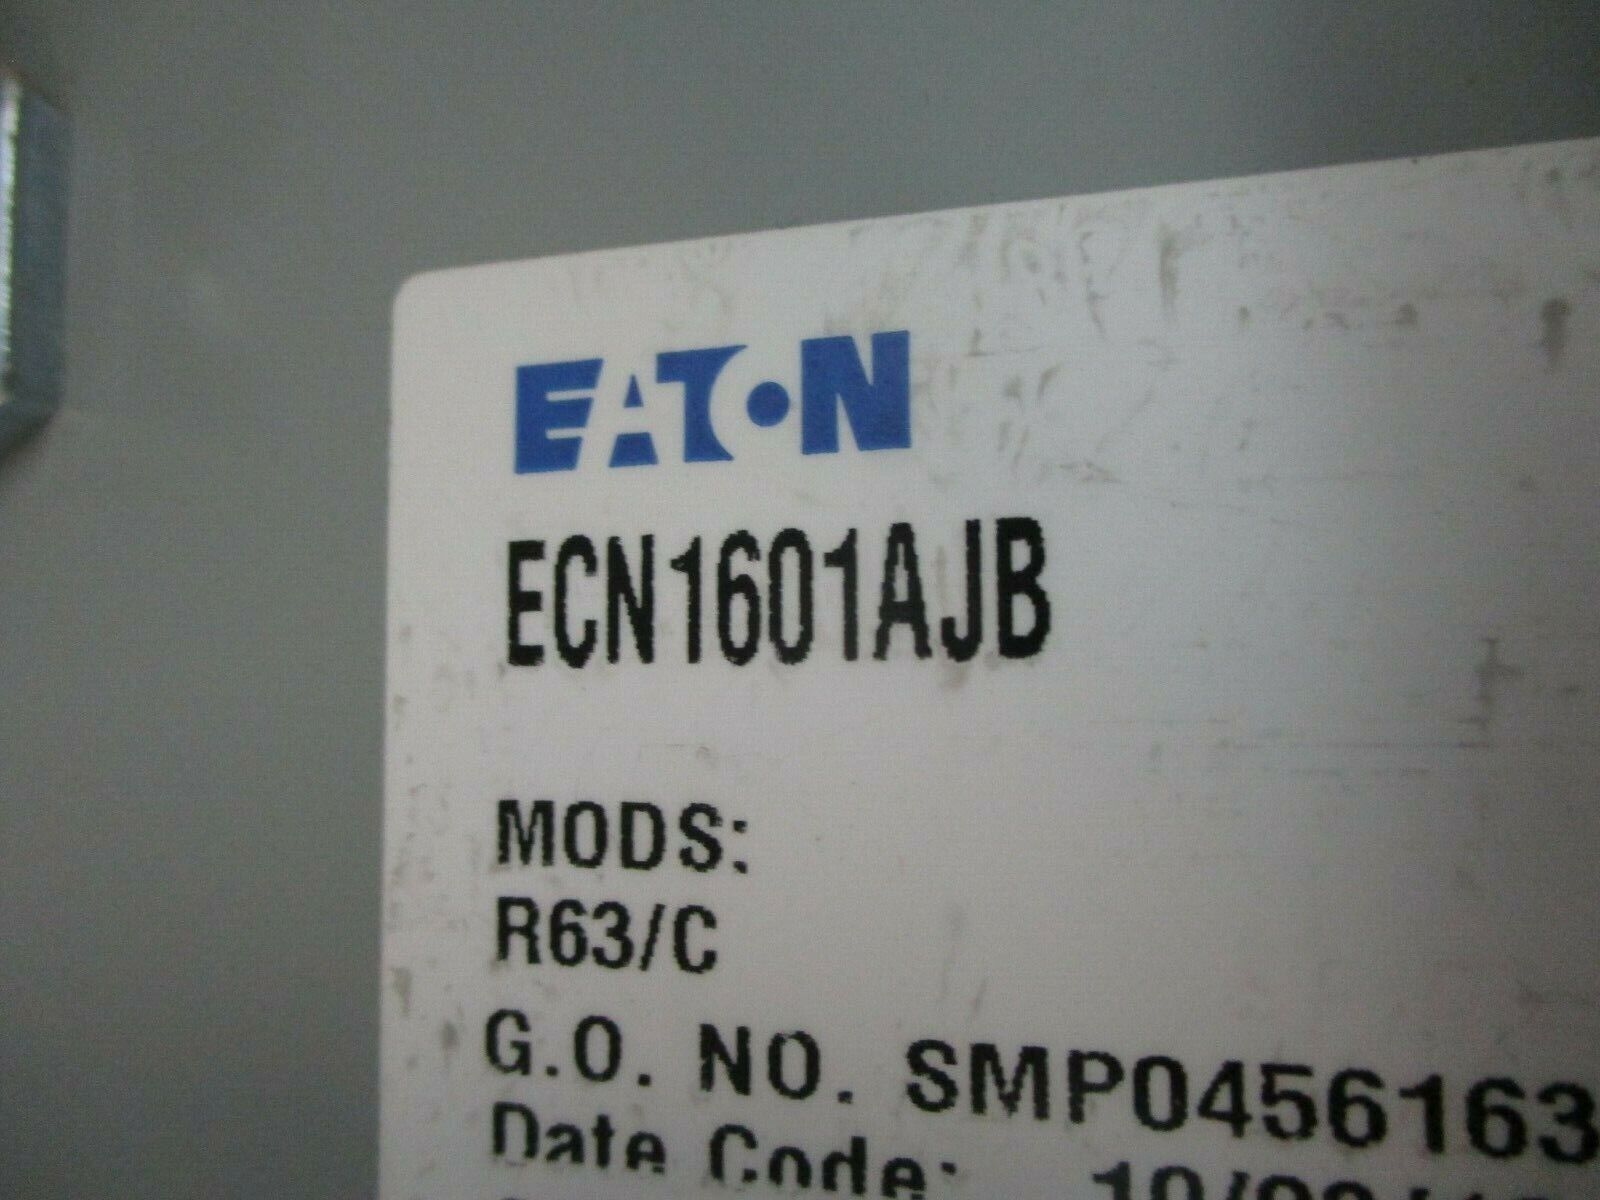 EATON
ECN1601AJB
MODS:
R63/C
G.O. NO. SMP0456163
Date Code: